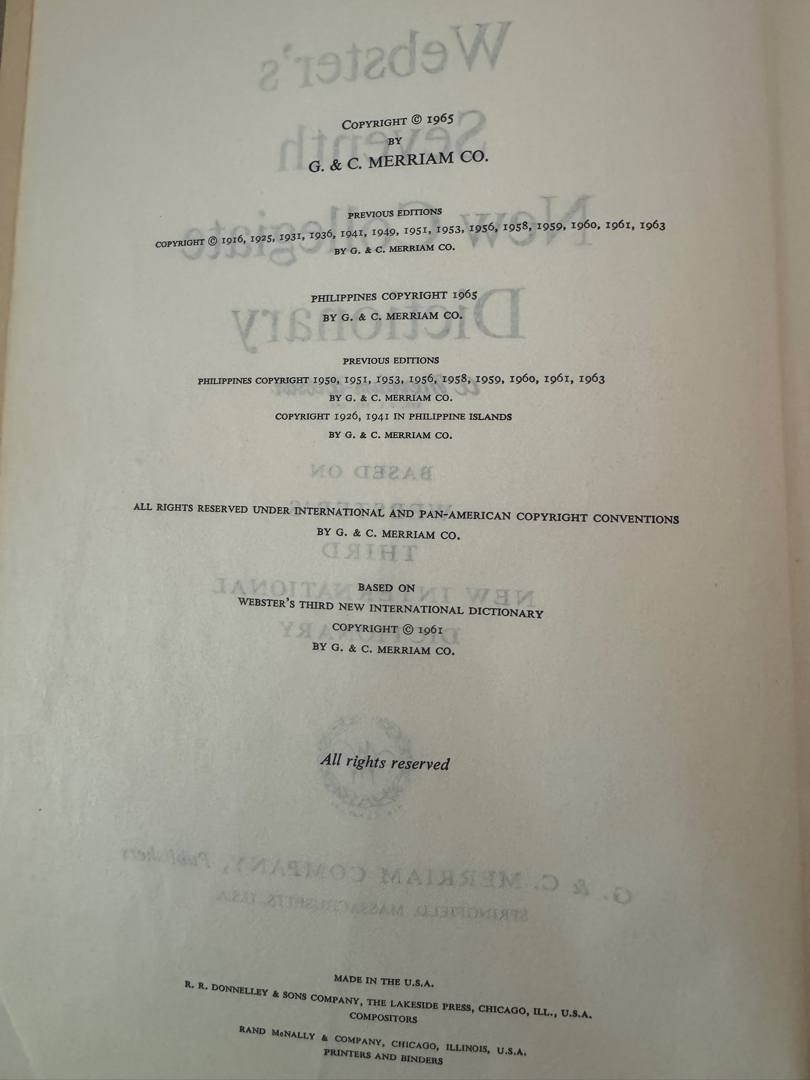 COPYRIGHT © 1965
BY
G. & C. MERRIAM CO.
PREVIOUS EDITIONS
COPYRIGHT © 1916, 1925, 1931, 1936, 1941, 1949, 1951, 1953, 1956, 1958, 1959, 1960, 1961, 1963
BY G. & C. MERRIAM CO.
PHILIPPINES COPYRIGHT 1965
BY G. & C. MERRIAM CO.
PREVIOUS EDITIONS
PHILIPPINES COPYRIGHT 1950, 1951, 1953, 1956, 1958, 1959, 1960, 1961, 1963
BY G. & C. MERRIAM CO.
COPYRIGHT 1926, 1941 IN PHILIPPINE ISLANDS
BY G. & C. MERRIAM CO.
ALL RIGHTS RESERVED UNDER INTERNATIONAL AND PAN-AMERICAN COPYRIGHT CONVENTIONS
BY G. & C. MERRIAM CO.
BASED ON
WEBSTER'S THIRD NEW INTERNATIONAL DICTIONARY
COPYRIGHT © 1961
BY G. & C. MERRIAM CO.
All rights reserved
MADE IN THE U.S.A.
R. R. DONNELLEY & SONS COMPANY, THE LAKESIDE PRESS, CHICAGO, ILL., U.S.A.
COMPOSITORS
RAND McNALLY & COMPANY, CHICAGO, ILLINOIS, U.S.A.
PRINTERS AND BINDERS